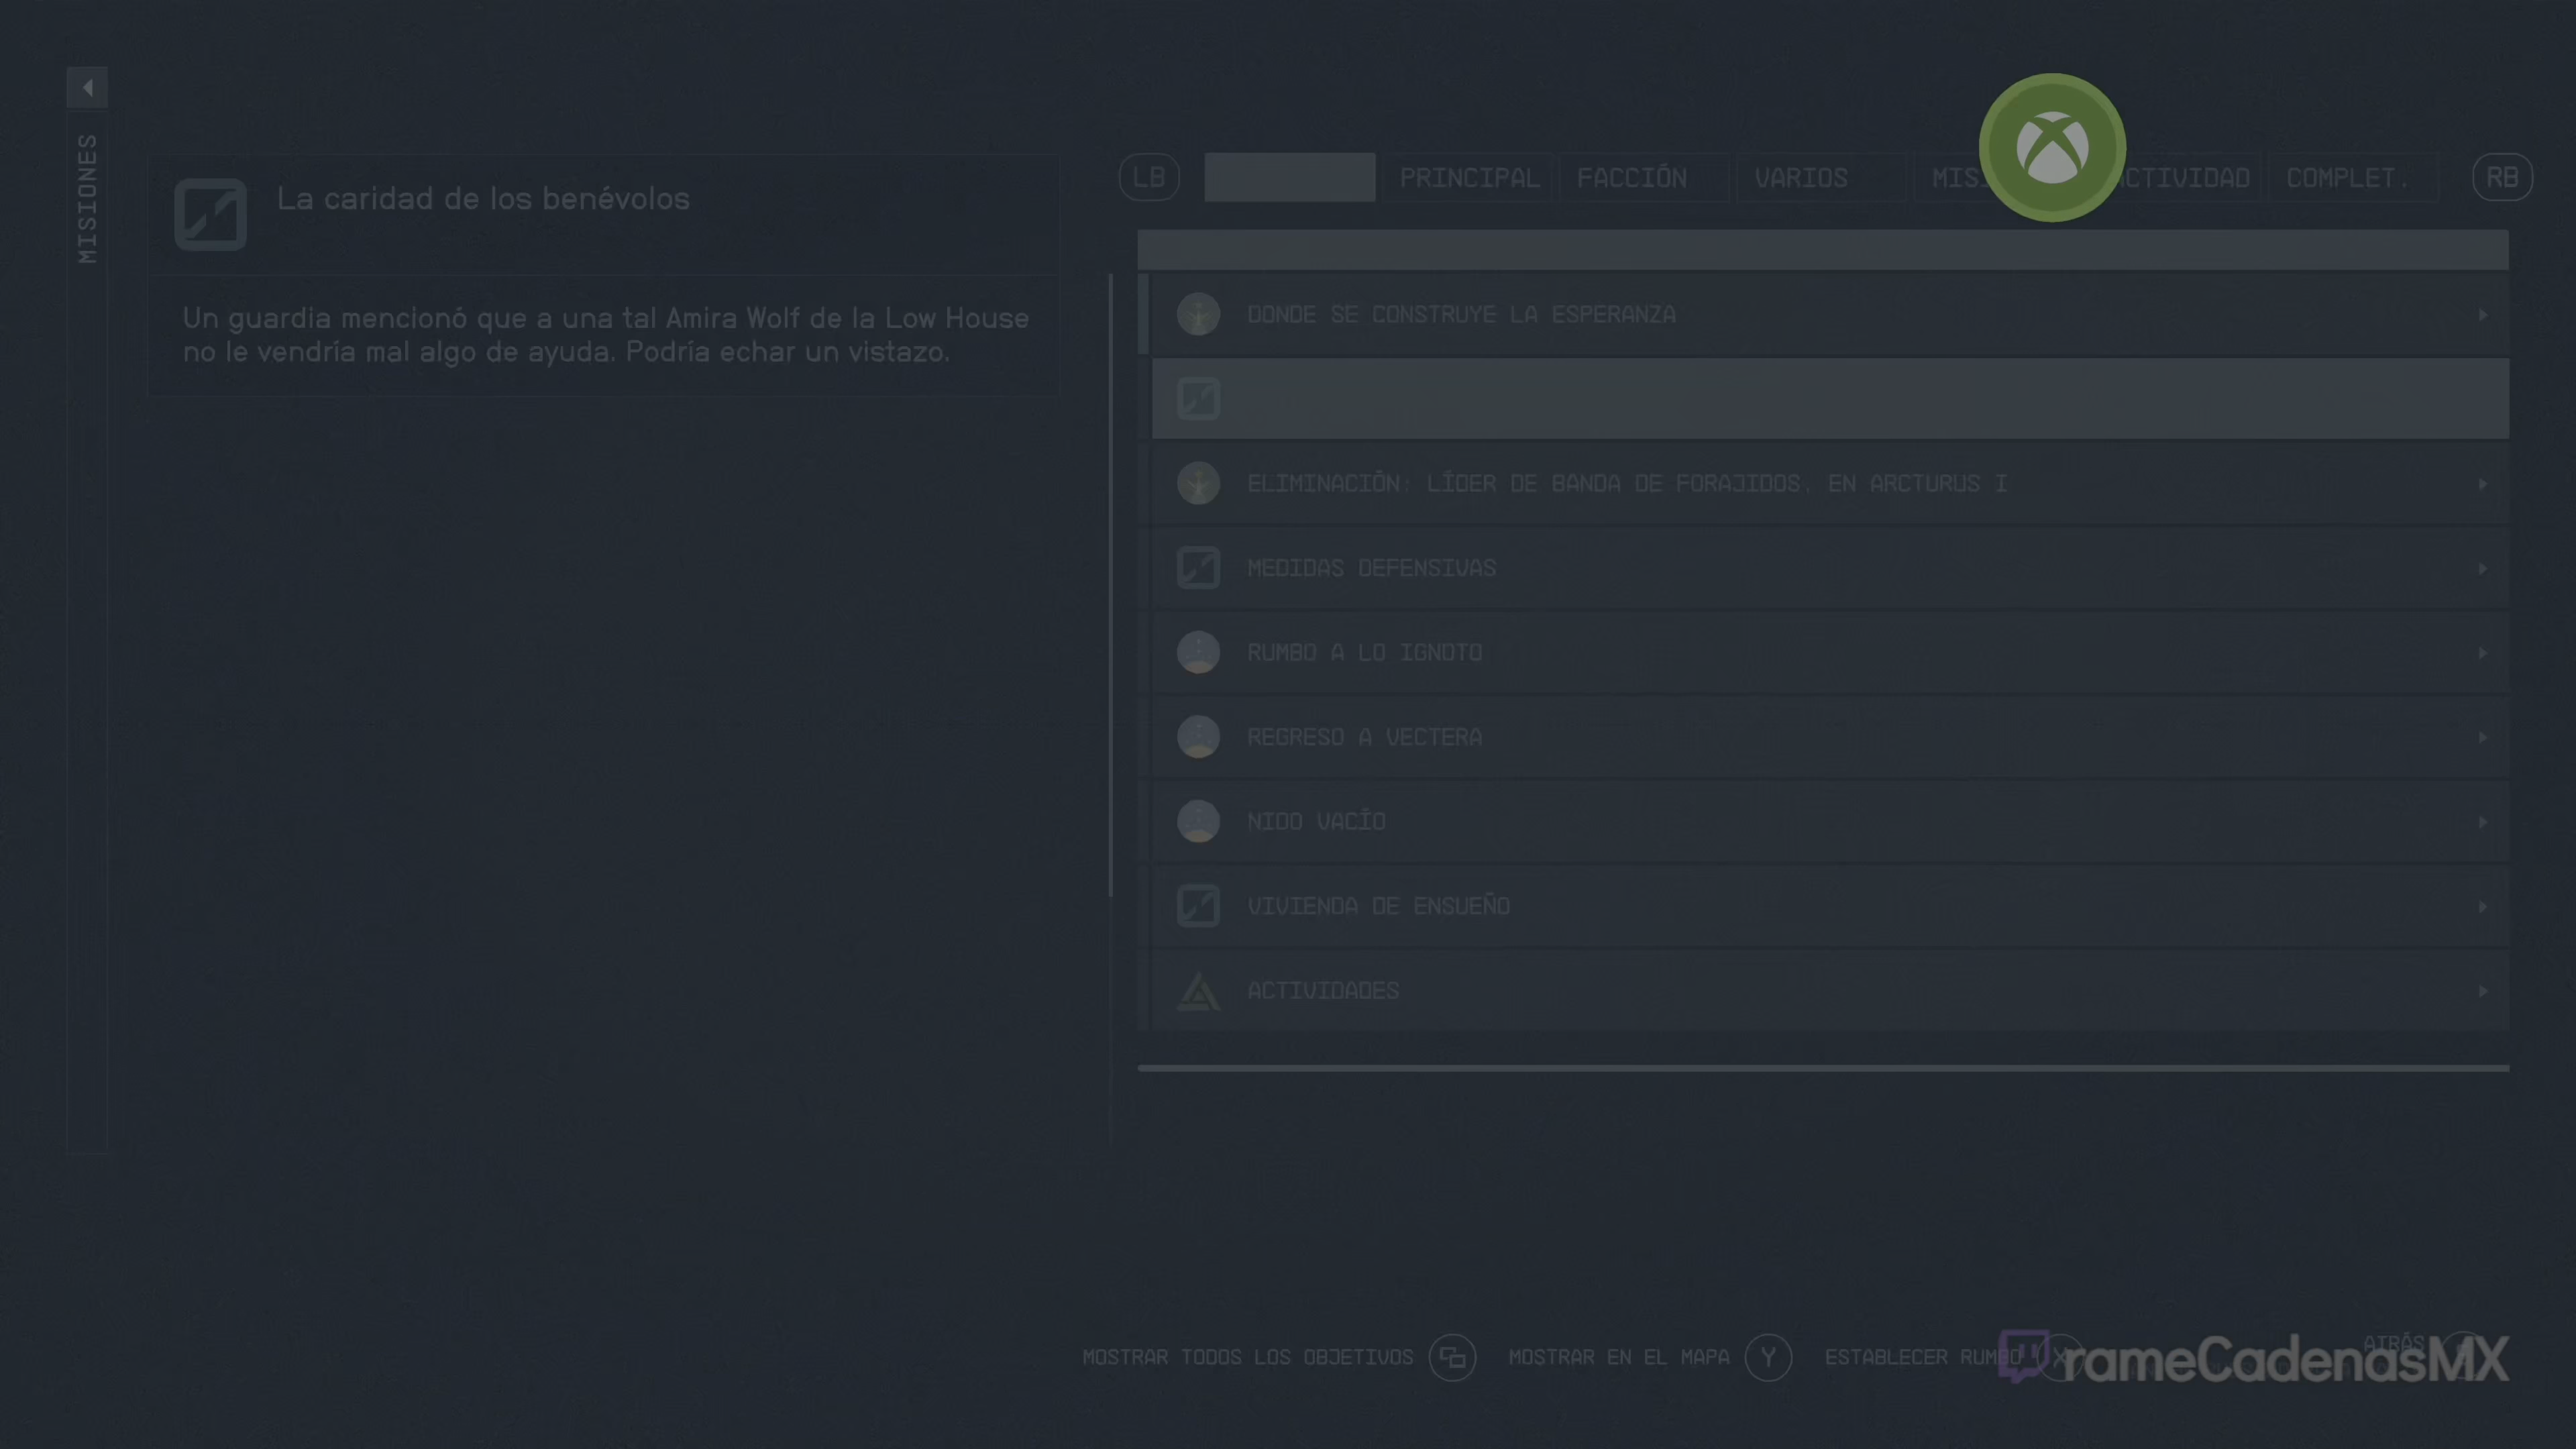 MISIONES
La caridad de los benévolos
Un guardia mencionó que a una tal Amira Wolf de la Low House
no le vendría mal algo de ayuda. Podría echar un vistazo.
LB
PRINCIPAL
FACCIÓN
VARIOS
COMPLET.
RB
DONDE SE CONSTRUYE LA ESPERANZA
ELIMINACIÓN: LÍDER DE BANDA DE FORAJIDOS, EN ARCTURUS I
MEDIDAS DEFENSIVAS
RUMBO A LO IGNOTO
REGRESO A VECTERA
NIDO VACÍO
VIVIENDA DE ENSUEÑO
ACTIVIDADES
MOSTRAR TODOS LOS OBJETIVOS
MOSTRAR EN EL MAPA Y
ESTABLECER RUMBO X
ATRÁS
rameCadenasMX